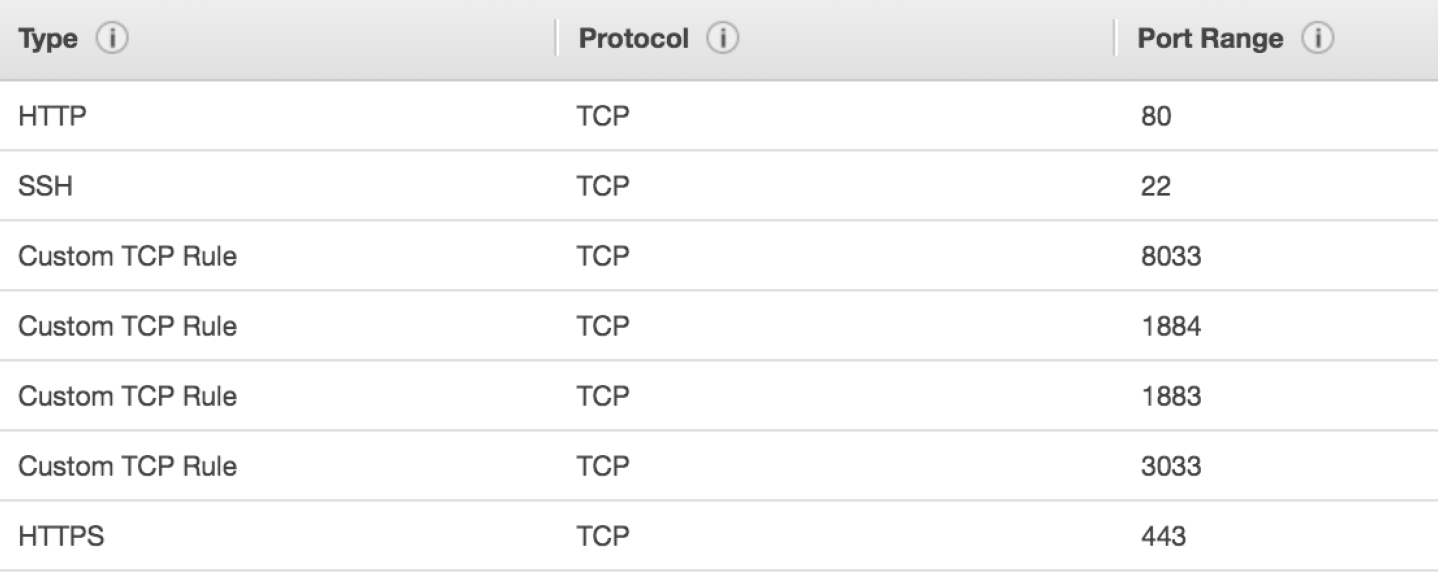 Type Protocol Port Range
HTTP TCP 80
SSH TCP 22
Custom TCP Rule TCP 8033
Custom TCP Rule TCP 1884
Custom TCP Rule TCP 1883
Custom TCP Rule TCP 3033
HTTPS TCP 443